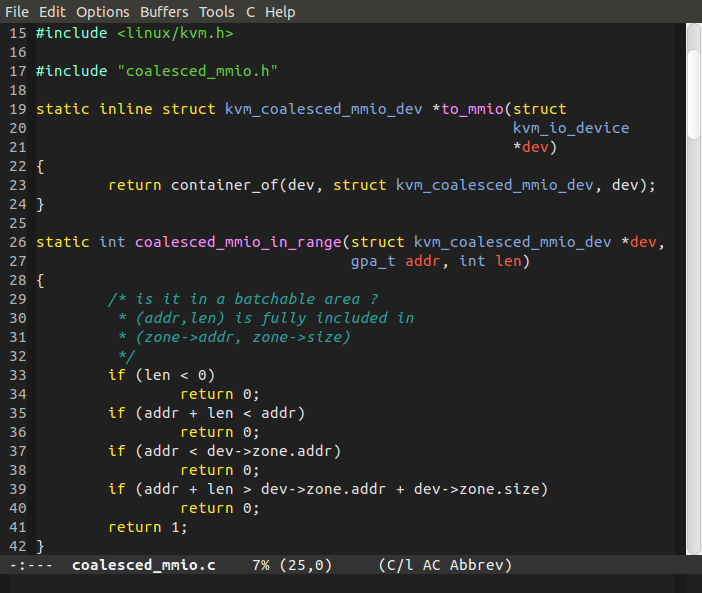 File Edit Options Buffers Tools C Help
15 #include <linux/kvm.h>
16
17 #include "coalesced_mmio.h"
18
19 static inline struct kvm_coalesced_mmio_dev *to_mmio(struct
20                                                      kvm_io_device
21                                                      *dev)
22 {
23         return container_of(dev, struct kvm_coalesced_mmio_dev, dev);
24 }
25
26 static int coalesced_mmio_in_range(struct kvm_coalesced_mmio_dev *dev,
27                                    gpa_t addr, int len)
28 {
29         /* is it in a batchable area ?
30          * (addr,len) is fully included in
31          * (zone->addr, zone->size)
32          */
33         if (len < 0)
34                 return 0;
35         if (addr + len < addr)
36                 return 0;
37         if (addr < dev->zone.addr)
38                 return 0;
39         if (addr + len > dev->zone.addr + dev->zone.size)
40                 return 0;
41         return 1;
42 }
-:---  coalesced_mmio.c    7% (25,0)     (C/l AC Abbrev)